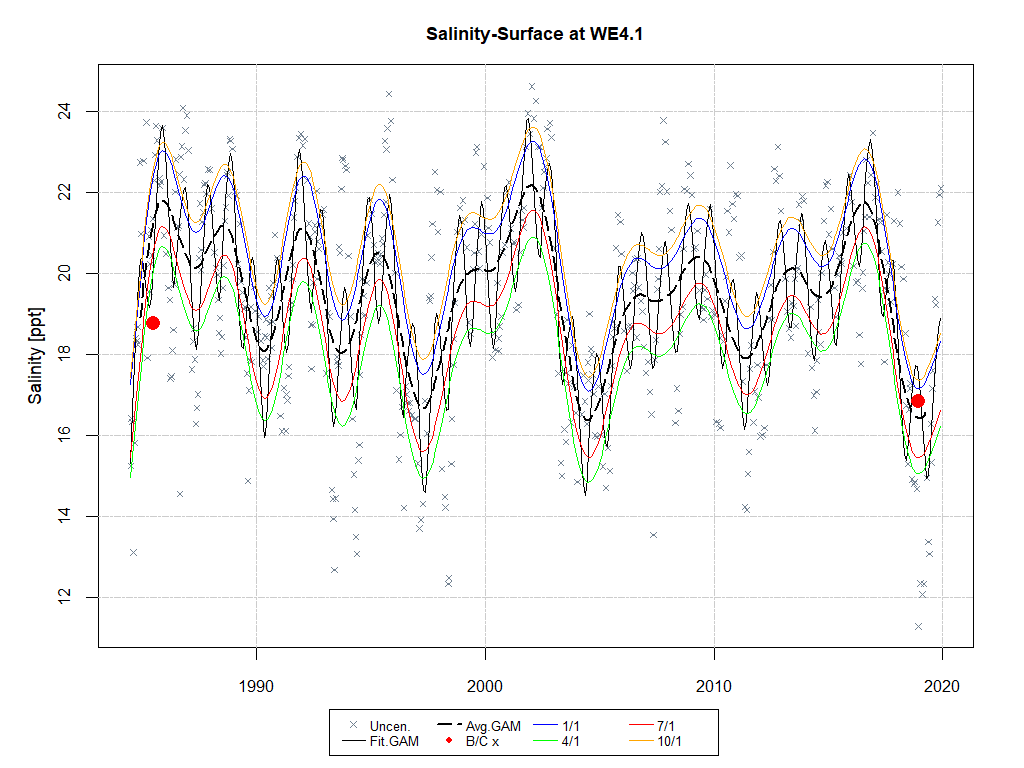 Salinity-Surface at WE4.1
Salinity [ppt]
24
22
20
18
16
14
12
1990 2000 2010 2020
Uncen. Avg.GAM 1/1 7/1
Fit.GAM B/C x 4/1 10/1